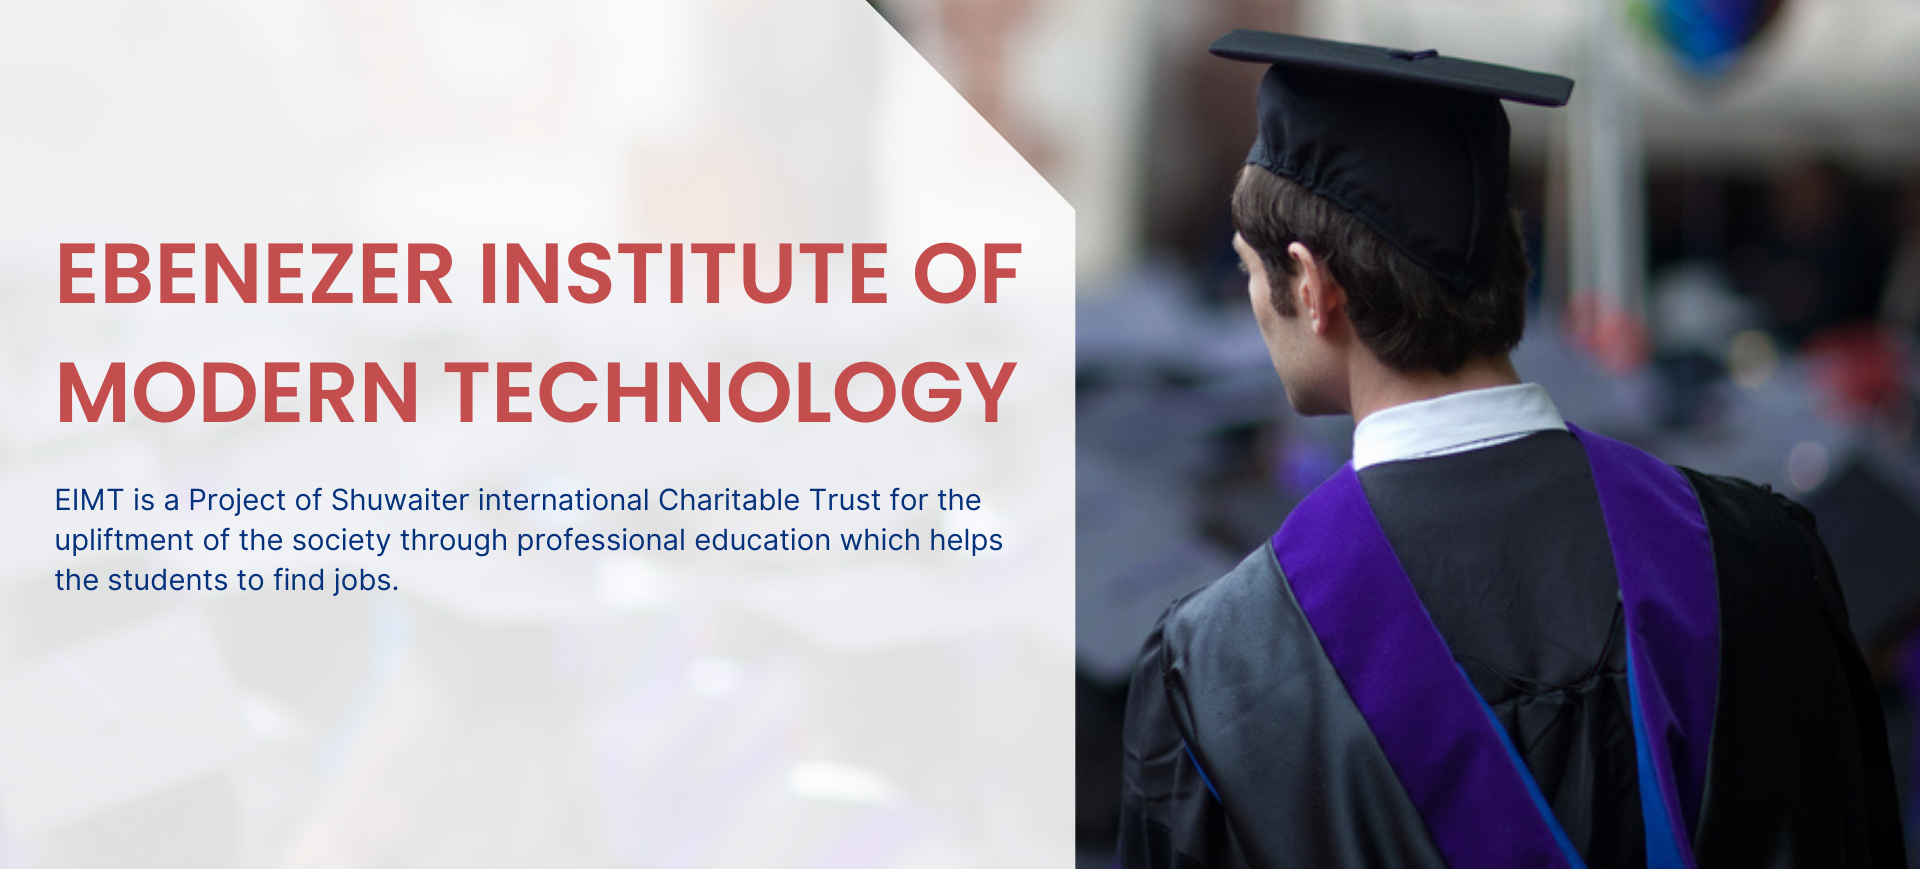 EBENEZER INSTITUTE OF
MODERN TECHNOLOGY
EIMT is a Project of Shuwaiter international Charitable Trust for the
upliftment of the society through professional education which helps
the students to find jobs.